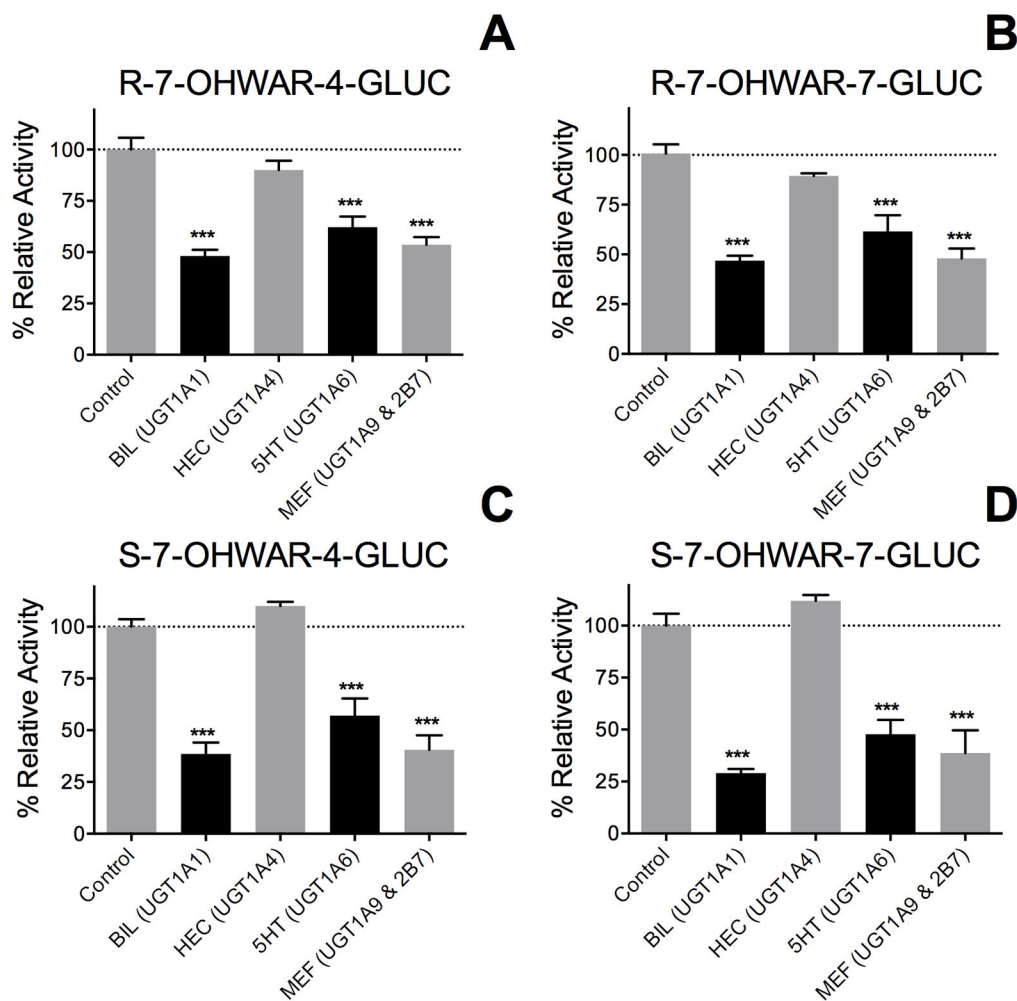 A
R-7-OHWAR-4-GLUC
% Relative Activity
100
75
50
25
0
***
***
***
Control
BIL (UGT1A1)
HEC (UGT1A4)
5HT (UGT1A6)
MEF (UGT1A9 & 2B7)
B
R-7-OHWAR-7-GLUC
% Relative Activity
100
75
50
25
0
***
***
***
Control
BIL (UGT1A1)
HEC (UGT1A4)
5HT (UGT1A6)
MEF (UGT1A9 & 2B7)
C
S-7-OHWAR-4-GLUC
% Relative Activity
100
75
50
25
0
***
***
***
Control
BIL (UGT1A1)
HEC (UGT1A4)
5HT (UGT1A6)
MEF (UGT1A9 & 2B7)
D
S-7-OHWAR-7-GLUC
% Relative Activity
100
75
50
25
0
***
***
***
Control
BIL (UGT1A1)
HEC (UGT1A4)
5HT (UGT1A6)
MEF (UGT1A9 & 2B7)